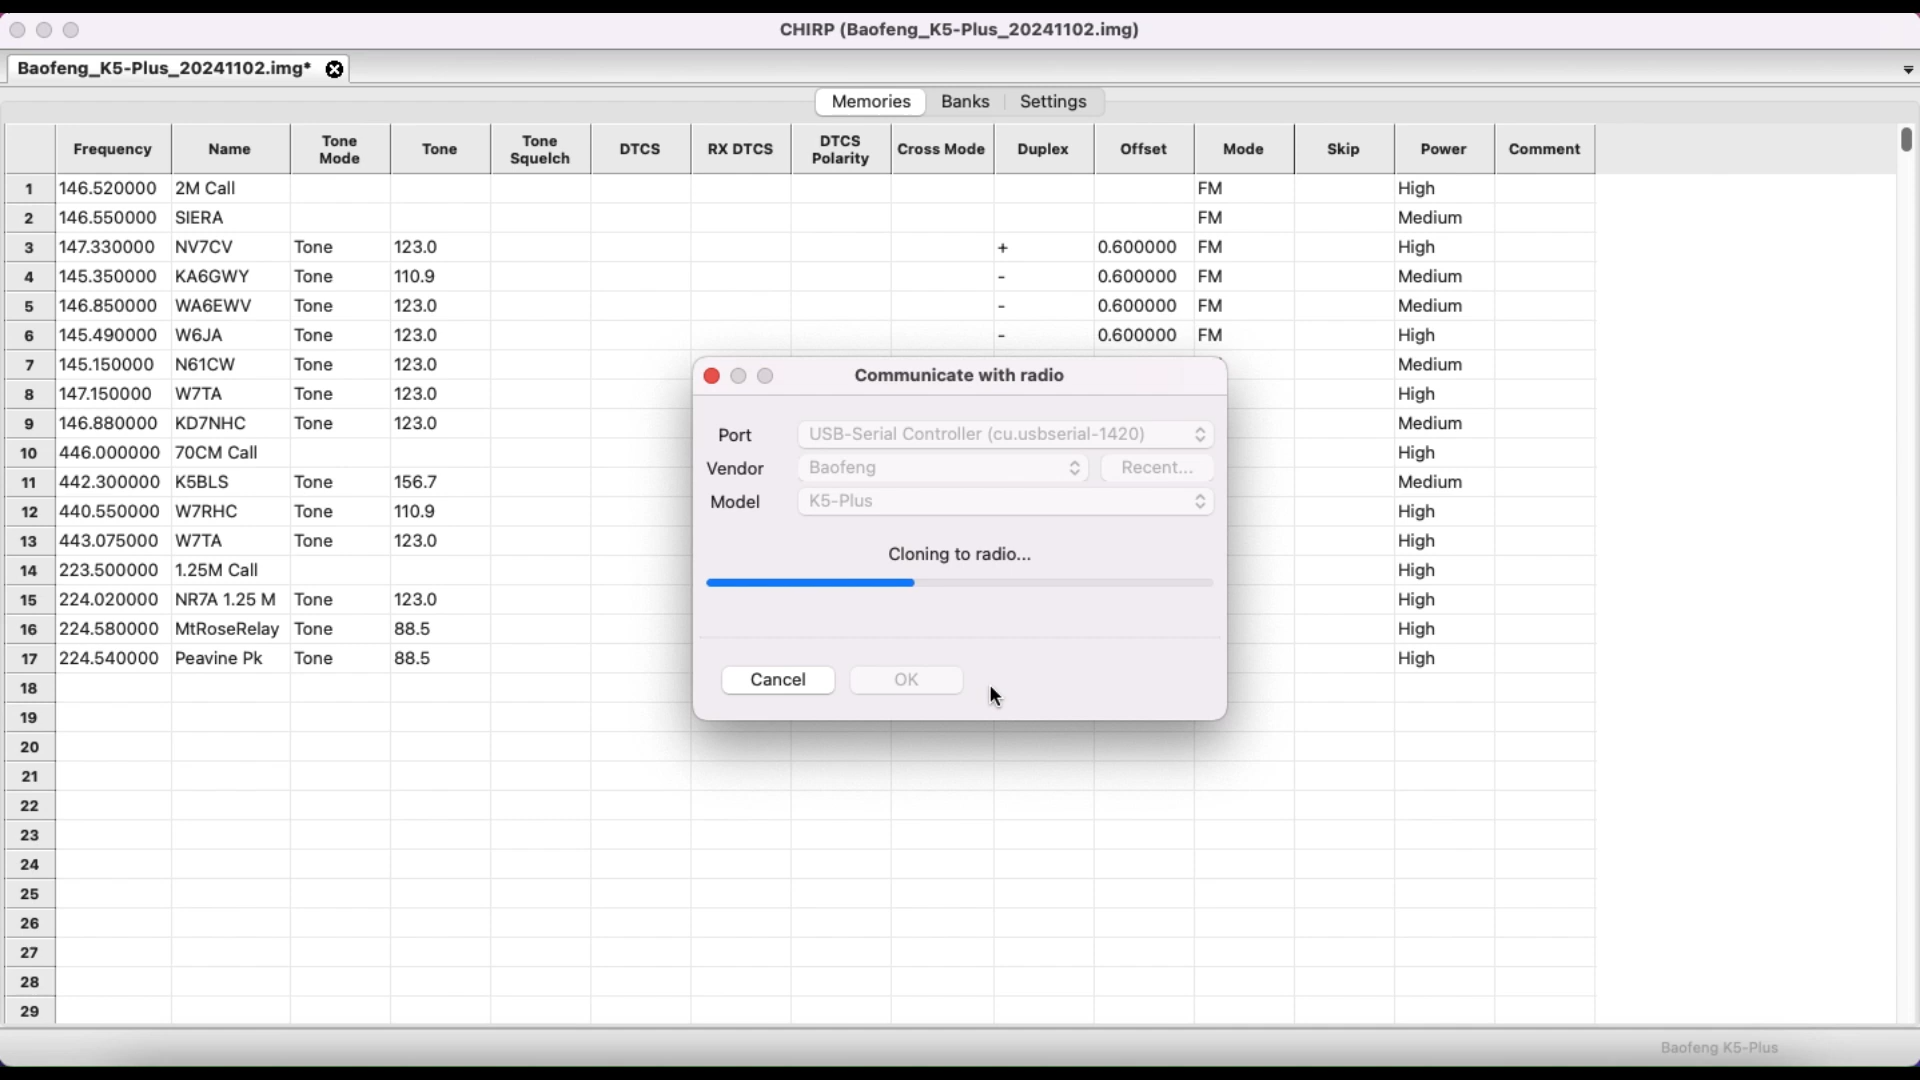 CHIRP (Baofeng_K5-Plus_20241102.img)
Baofeng_K5-Plus_20241102.img*
Memories Banks Settings
Frequency Name Tone Mode Tone Tone Squelch DTCS RX DTCS DTCS Polarity Cross Mode Duplex Offset Mode Skip Power Comment
1 146.520000 2M Call FM High
2 146.550000 SIERA FM Medium
3 147.330000 NV7CV Tone 123.0 + 0.600000 FM High
4 145.350000 KA6GWY Tone 110.9 - 0.600000 FM Medium
5 146.850000 WA6EWV Tone 123.0 - 0.600000 FM Medium
6 145.490000 W6JA Tone 123.0 - 0.600000 FM High
7 145.150000 N61CW Tone 123.0 Medium
8 147.150000 W7TA Tone 123.0 High
9 146.880000 KD7NHC Tone 123.0 Medium
10 446.000000 70CM Call High
11 442.300000 K5BLS Tone 156.7 Medium
12 440.550000 W7RHC Tone 110.9 High
13 443.075000 W7TA Tone 123.0 High
14 223.500000 1.25M Call High
15 224.020000 NR7A 1.25 M Tone 123.0 High
16 224.580000 MtRoseRelay Tone 88.5 High
17 224.540000 Peavine Pk Tone 88.5 High
18
19
20
21
22
23
24
25
26
27
28
29
Communicate with radio
Port USB-Serial Controller (cu.usbserial-1420)
Vendor Baofeng Recent...
Model K5-Plus
Cloning to radio...
Cancel OK
Baofeng K5-Plus